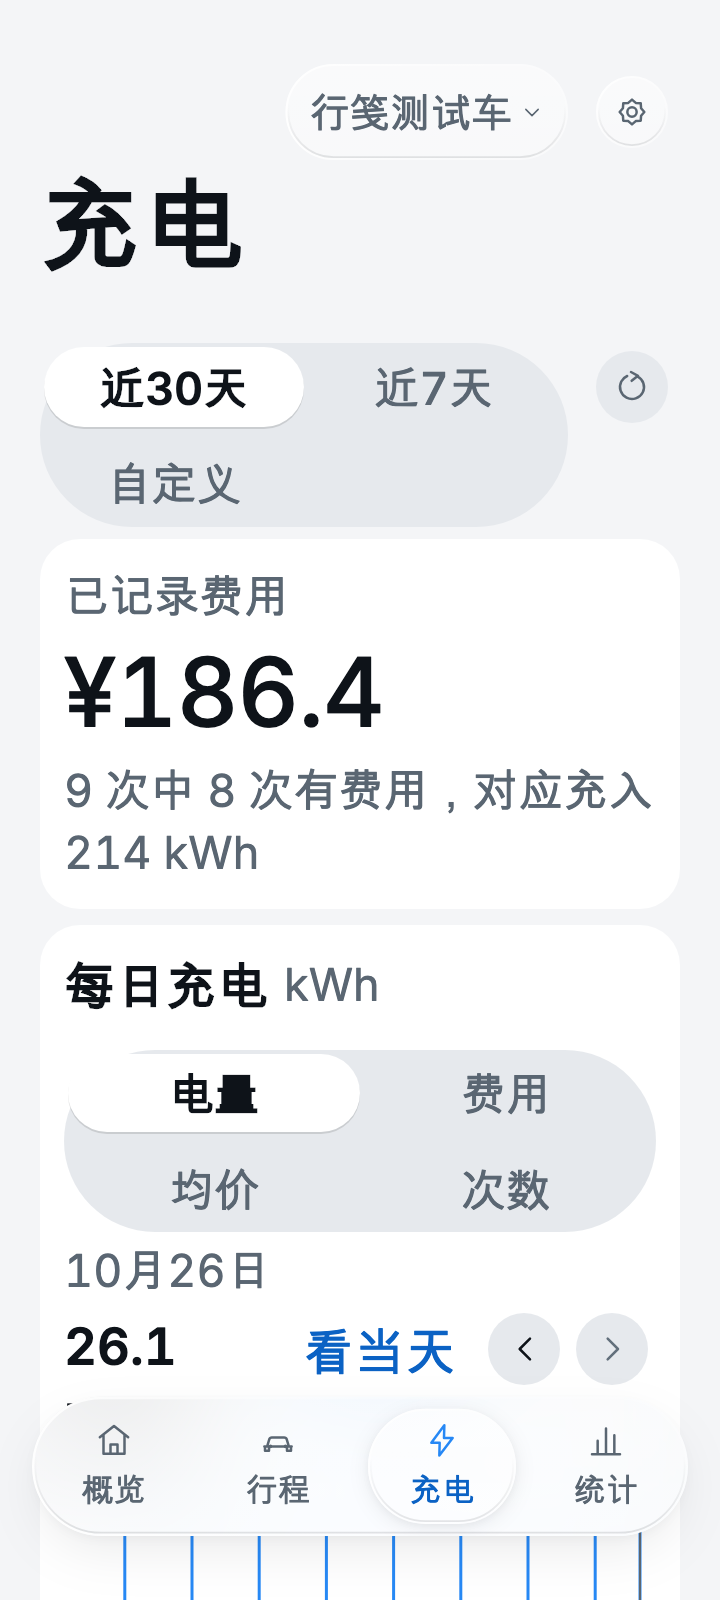 行笺测试车
充电
近30天 近7天
自定义
已记录费用
¥186.4
9 次中 8 次有费用，对应充入
214 kWh
每日充电 kWh
电量 费用
均价 次数
10月26日
26.1 看当天
概览 行程 充电 统计